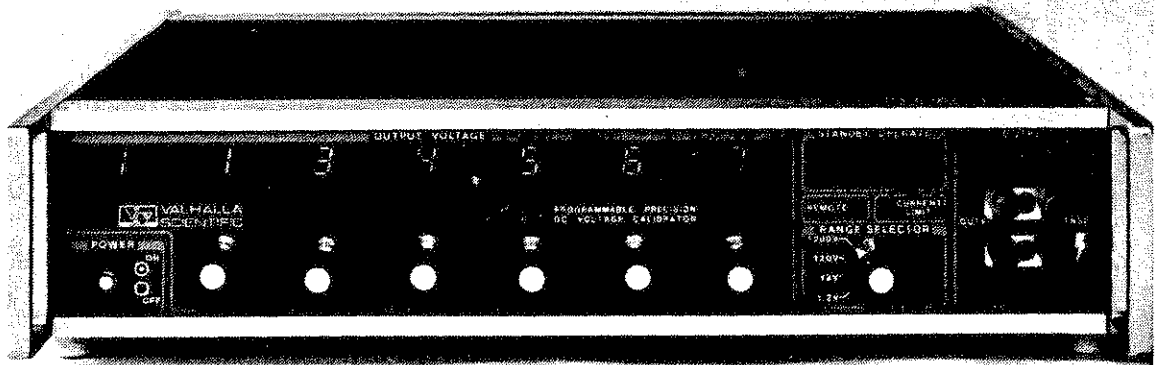 OUTPUT VOLTAGE
STANDBY OPERATE
1 1 3 4 5 6 7
VALHALLA
SCIENTIFIC
PROGRAMMABLE PRECISION
DC VOLTAGE CALIBRATOR
REMOTE
CURRENT
LIMIT
POWER
ON
OFF
RANGE SELECTOR
1200V
120V
12V
1.2V